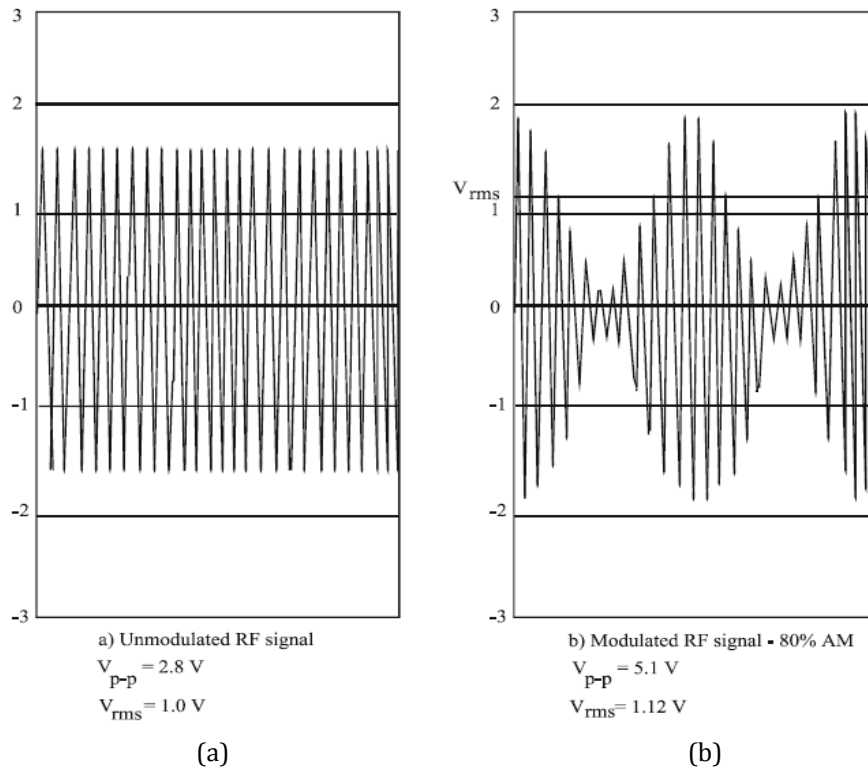 3
2
1
0
-1
-2
-3
a) Unmodulated RF signal
Vp-p = 2.8 V
Vrms = 1.0 V
(a)
3
2
Vrms
1
0
-1
-2
-3
b) Modulated RF signal - 80% AM
Vp-p = 5.1 V
Vrms = 1.12 V
(b)